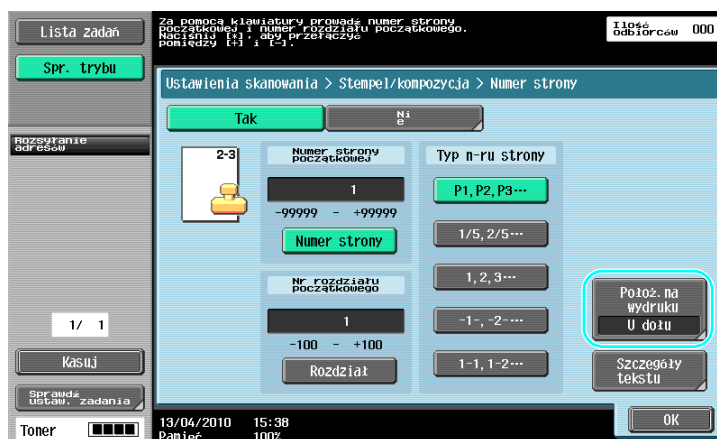 Lista zadań
Spr. trybu
Rozsyłanie
adresów
1/ 1
Kasuj
Sprawdź
ustaw. zadania
Toner
Za pomocą klawiatury prowadź numer strony
początkowej i numer rozdziału początkowego.
Naciśnij [*], aby przełączyć
pomiędzy [+] i [-].
Ilość
odbiorców 000
Ustawienia skanowania > Stempel/kompozycja > Numer strony
Tak
Ni
e
2-3
Numer strony
początkowej
1
-99999 - +99999
Numer strony
Nr rozdziału
początkowego
1
-100 - +100
Rozdział
Typ n-ru strony
P1,P2,P3···
1/5,2/5···
1,2,3···
-1-,-2-···
1-1,1-2···
Położ.na
wydruku
U dołu
Szczegóły
tekstu
13/04/2010 15:38
Pamięć 100%
OK